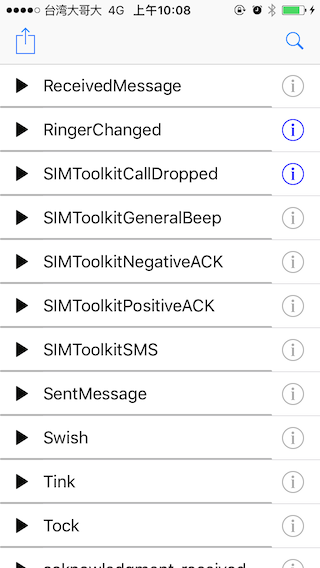 台湾大哥大 4G 上午10:08
ReceivedMessage
RingerChanged
SIMToolkitCallDropped
SIMToolkitGeneralBeep
SIMToolkitNegativeACK
SIMToolkitPositiveACK
SIMToolkitSMS
SentMessage
Swish
Tink
Tock
acknowledgment_received